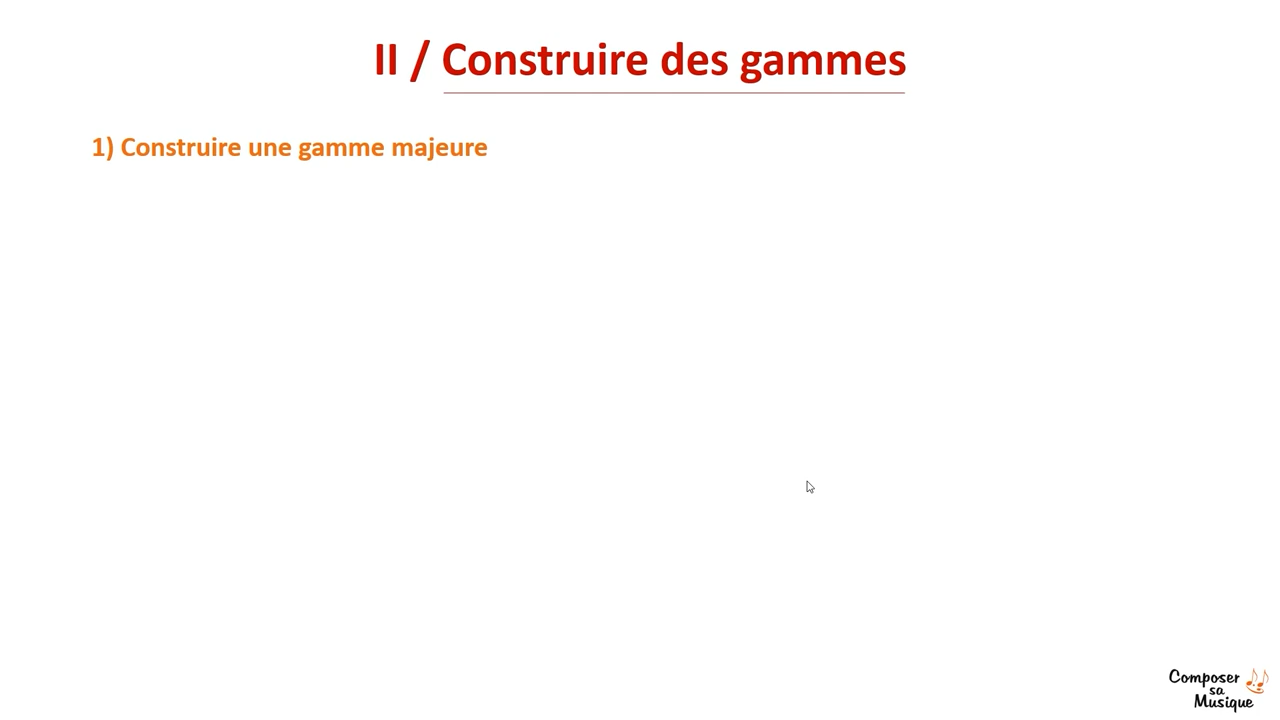 II / Construire des gammes
1) Construire une gamme majeure
Composer
sa
Musique